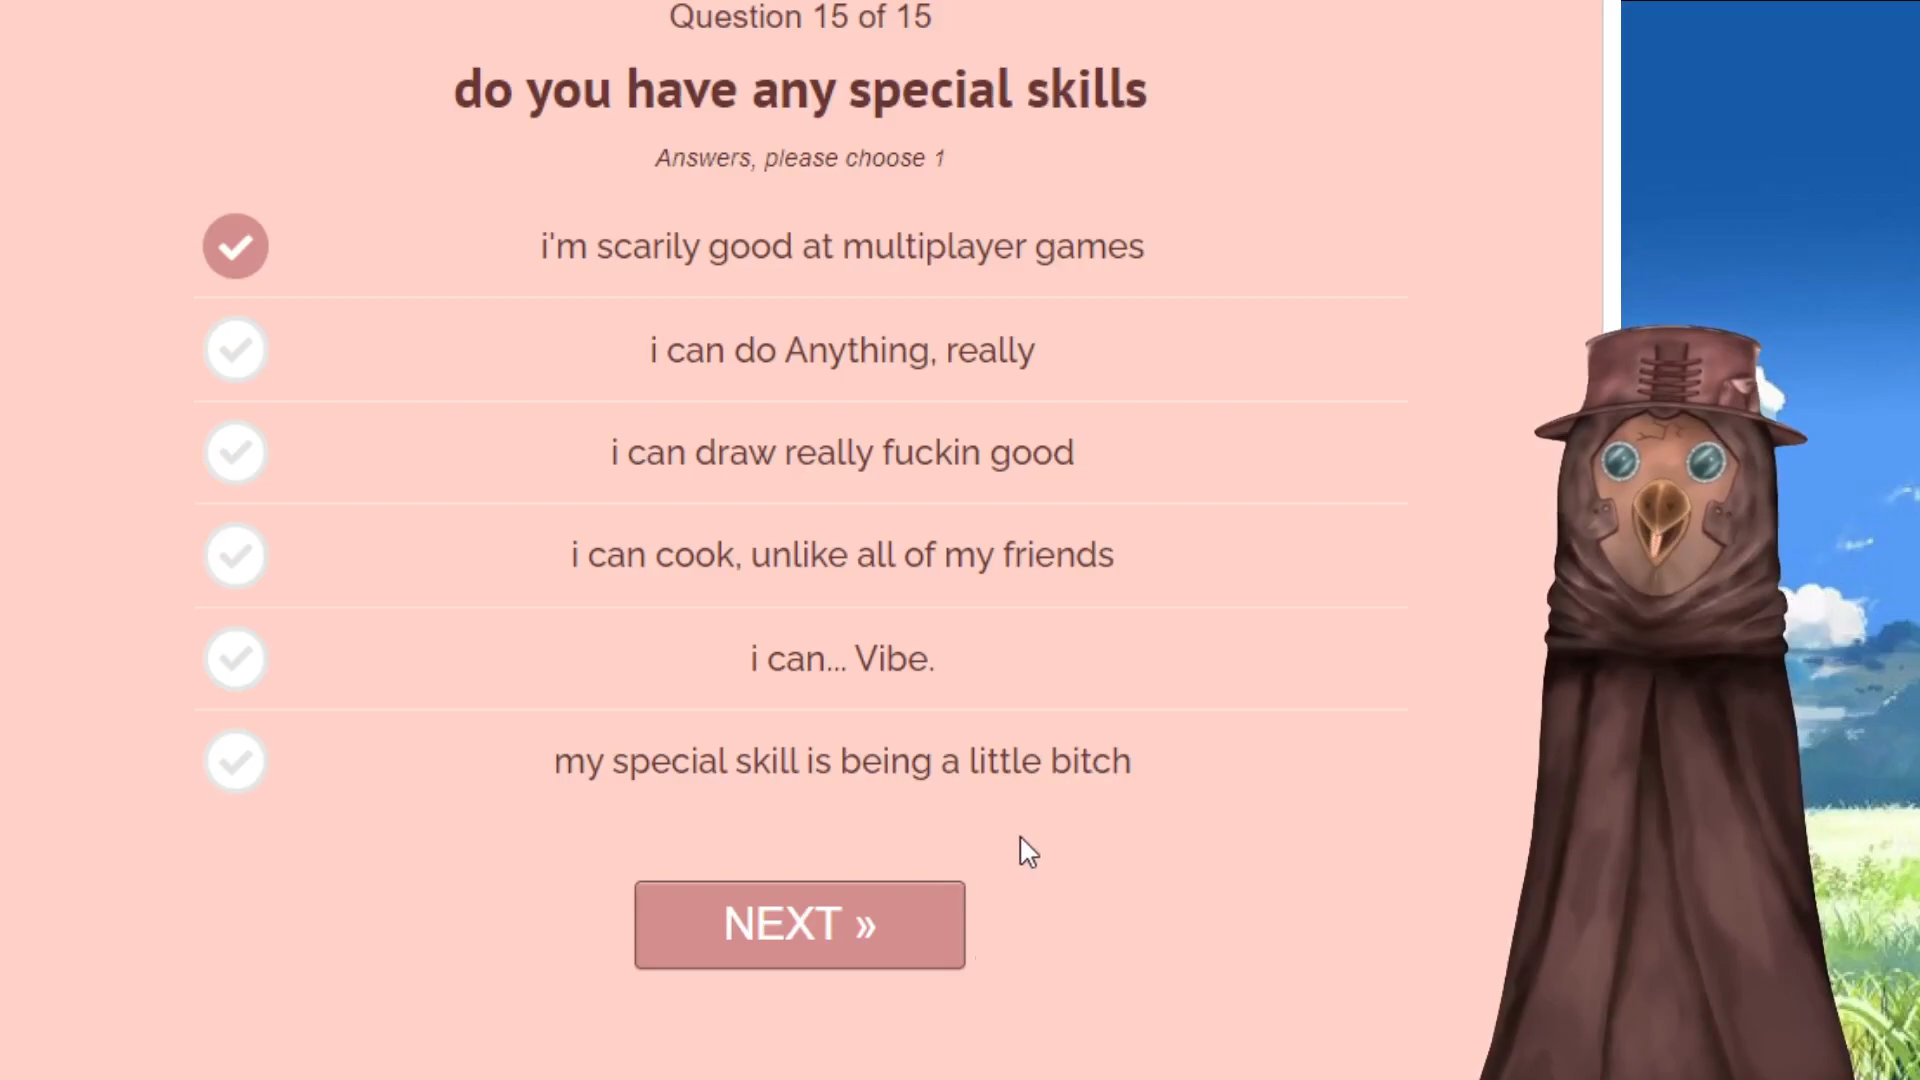 Question 15 of 15
do you have any special skills
Answers, please choose 1
i'm scarily good at multiplayer games
i can do Anything, really
i can draw really fuckin good
i can cook, unlike all of my friends
i can... Vibe.
my special skill is being a little bitch
NEXT »